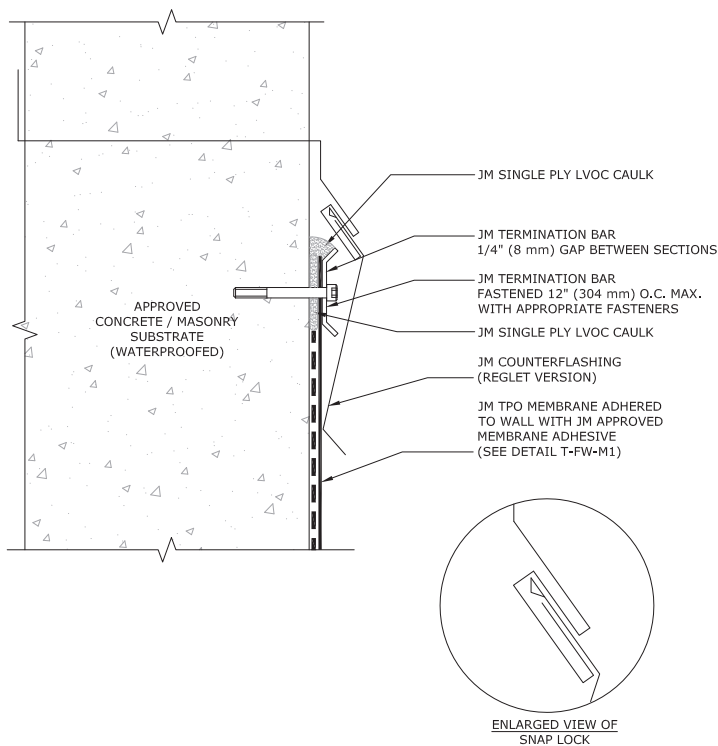 JM SINGLE PLY LVOC CAULK
JM TERMINATION BAR
1/4" (8 mm) GAP BETWEEN SECTIONS
JM TERMINATION BAR
FASTENED 12" (304 mm) O.C. MAX.
WITH APPROPRIATE FASTENERS
APPROVED
CONCRETE / MASONRY
SUBSTRATE
(WATERPROOFED)
JM SINGLE PLY LVOC CAULK
JM COUNTERFLASHING
(REGLET VERSION)
JM TPO MEMBRANE ADHERED
TO WALL WITH JM APPROVED
MEMBRANE ADHESIVE
(SEE DETAIL T-FW-M1)
ENLARGED VIEW OF
SNAP LOCK